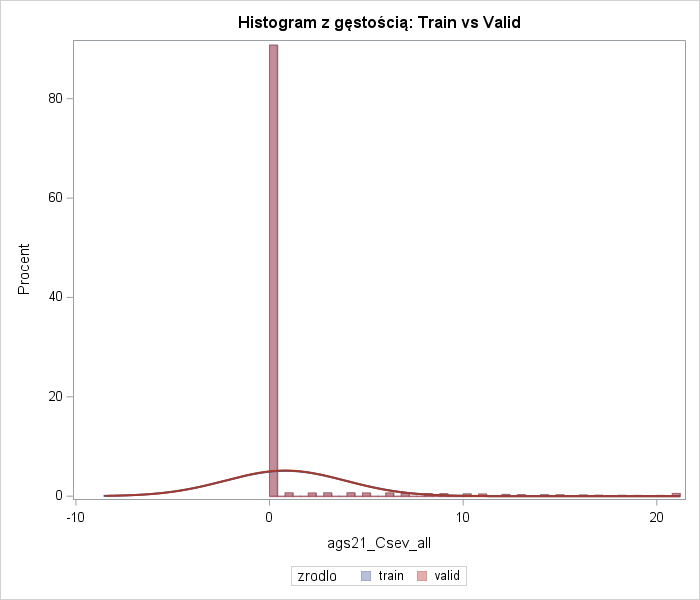 Histogram z gęstością: Train vs Valid
80
60
40
20
0
Procent
-10
0
10
20
ags21_Csev_all
zrodlo train valid